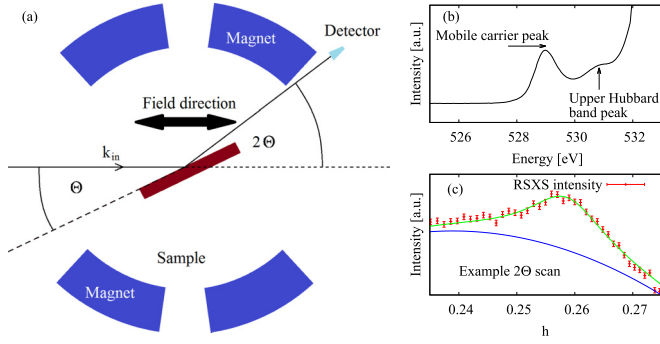 (a)
Magnet
Detector
Field direction
k_in
2Θ
Θ
Sample
Magnet
(b)
Mobile carrier peak
Upper Hubbard
band peak
Intensity [a.u.]
526 528 530 532
Energy [eV]
(c)
RSXS intensity
Intensity [a.u.]
Example 2Θ scan
0.24 0.25 0.26 0.27
h